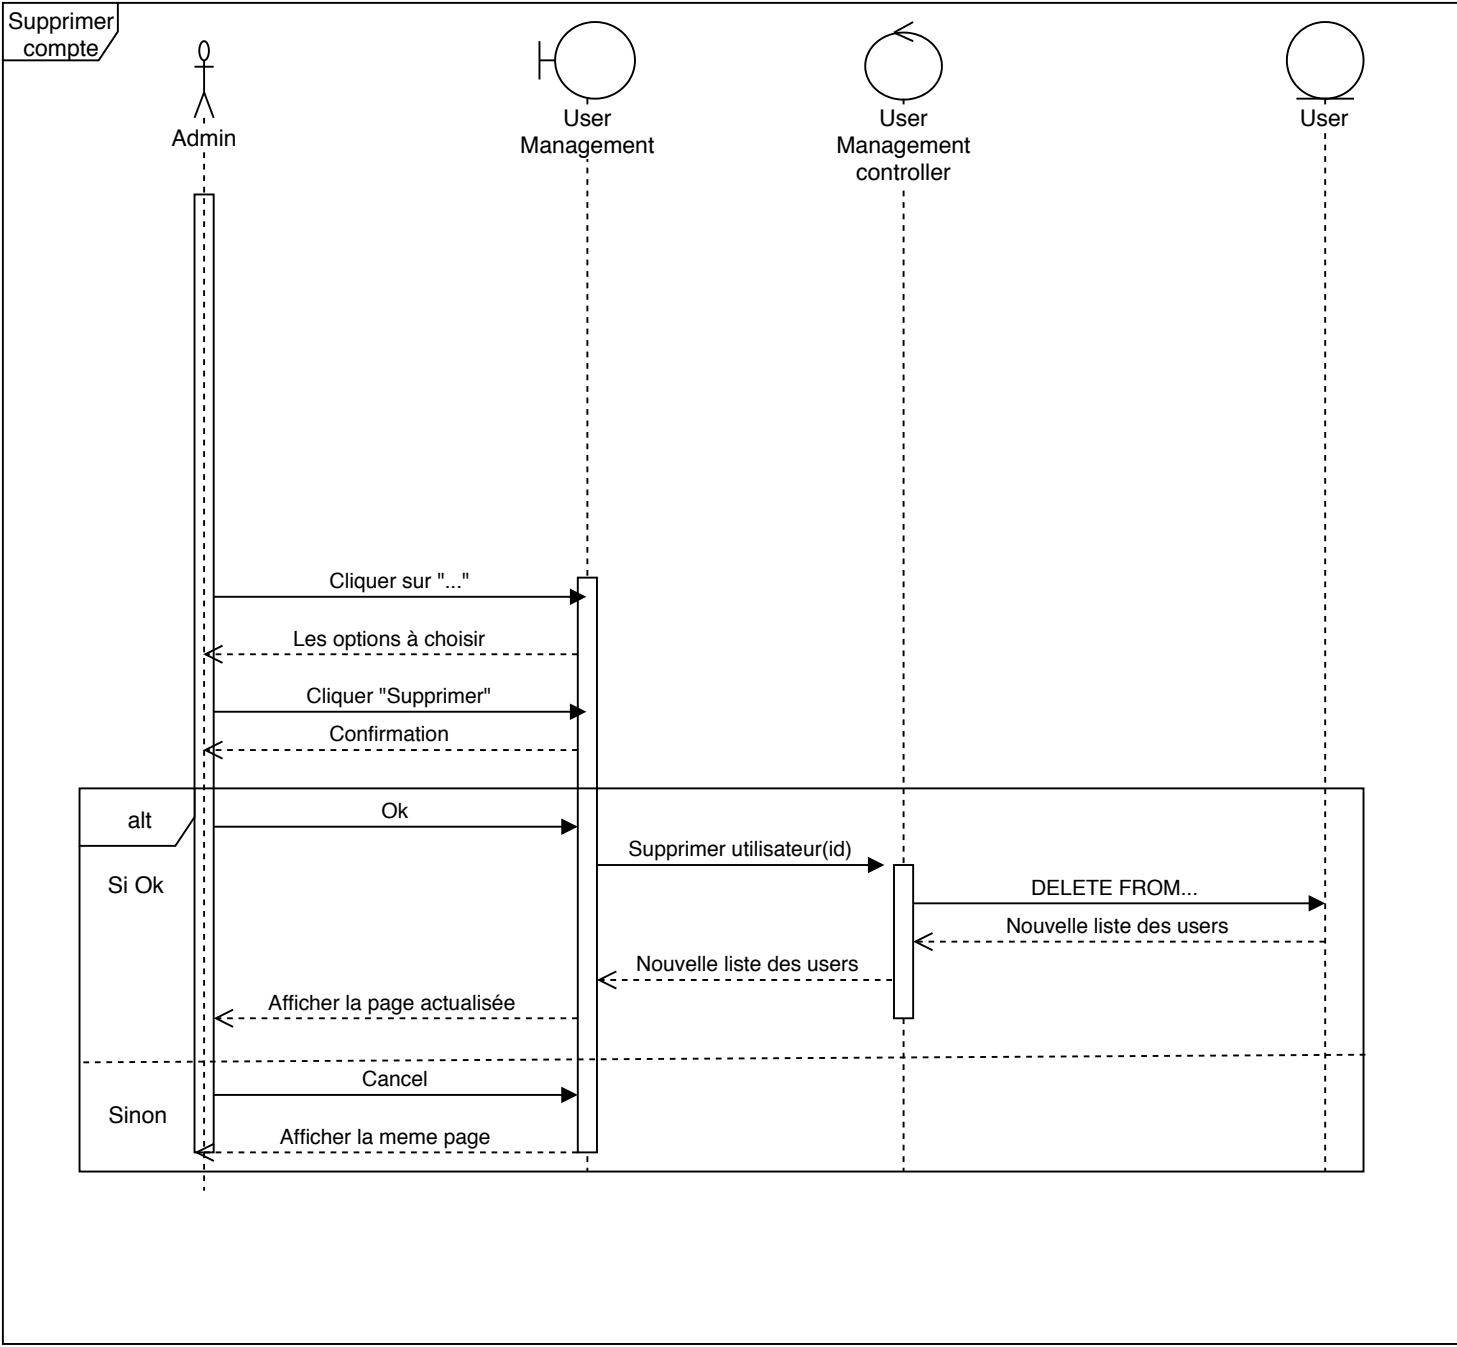 Supprimer
compte
Admin
User
Management
User
Management
controller
User
Cliquer sur "..."
Les options à choisir
Cliquer "Supprimer"
Confirmation
alt
Ok
Supprimer utilisateur(id)
Si Ok
DELETE FROM...
Nouvelle liste des users
Nouvelle liste des users
Afficher la page actualisée
Cancel
Sinon
Afficher la meme page